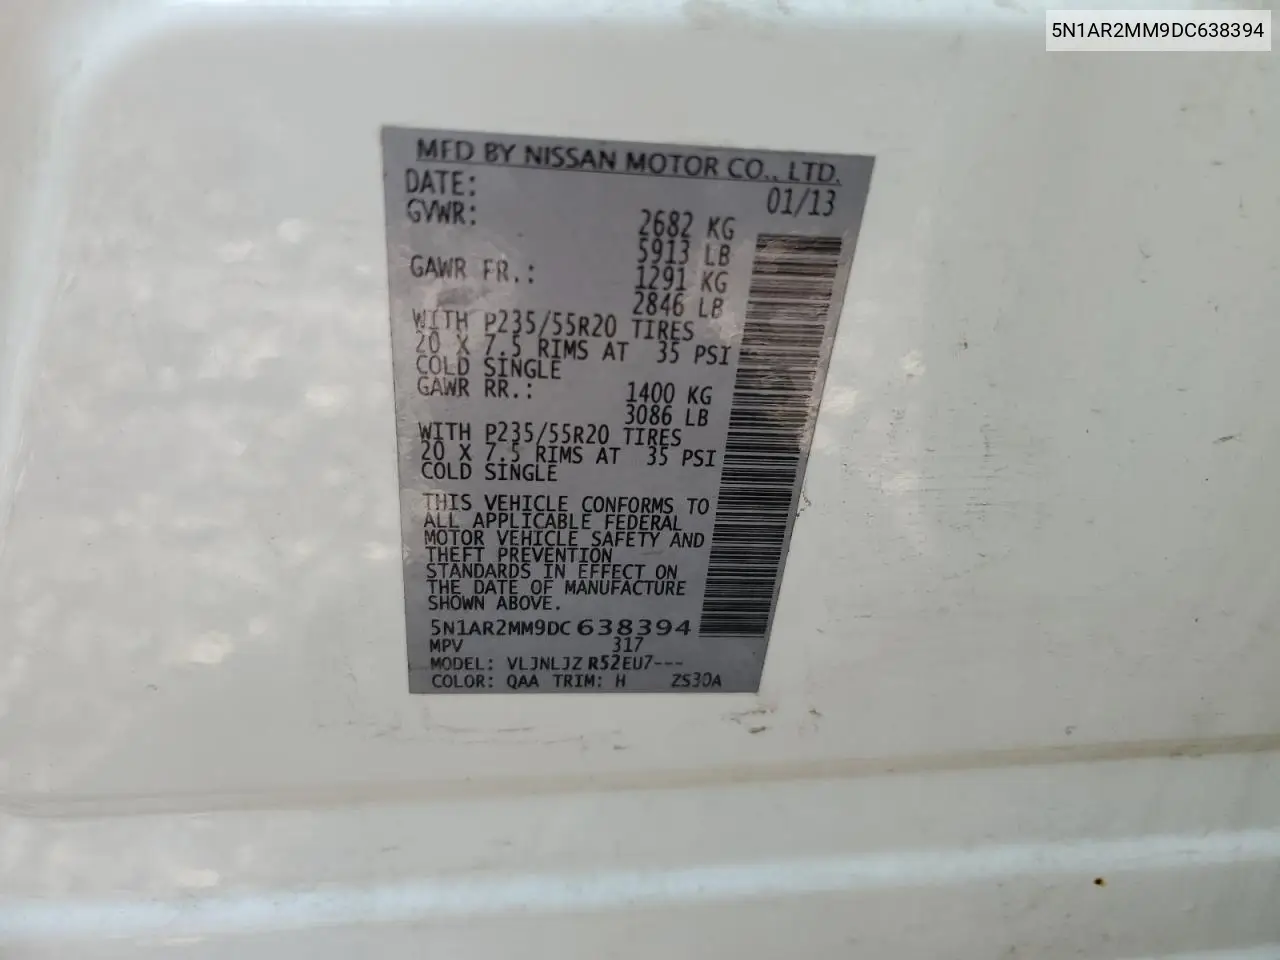 5N1AR2MM9DC638394
MFD BY NISSAN MOTOR CO., LTD.
DATE: 01/13
GVWR: 2682 KG
5913 LB
GAWR FR.: 1291 KG
2846 LB
WITH P235/55R20 TIRES
20 X 7.5 RIMS AT 35 PSI
COLD SINGLE
GAWR RR.: 1400 KG
3086 LB
WITH P235/55R20 TIRES
20 X 7.5 RIMS AT 35 PSI
COLD SINGLE
THIS VEHICLE CONFORMS TO
ALL APPLICABLE FEDERAL
MOTOR VEHICLE SAFETY AND
THEFT PREVENTION
STANDARDS IN EFFECT ON
THE DATE OF MANUFACTURE
SHOWN ABOVE.
5N1AR2MM9DC638394
MPV 317
MODEL: VLJNLJZ R52EU7---
COLOR: QAA TRIM: H ZS30A